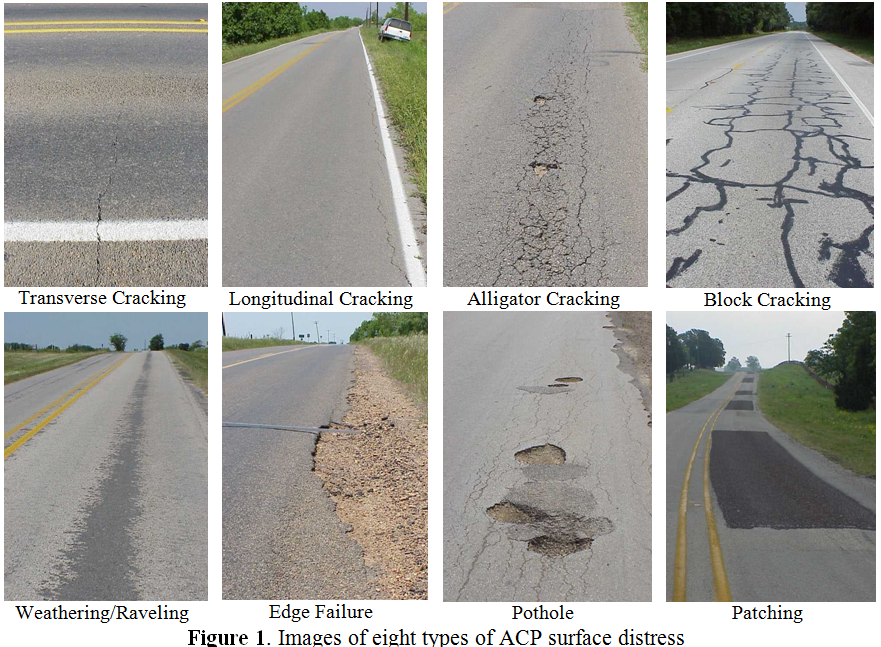 Transverse Cracking
Longitudinal Cracking
Alligator Cracking
Block Cracking
Weathering/Raveling
Edge Failure
Pothole
Patching
Figure 1. Images of eight types of ACP surface distress